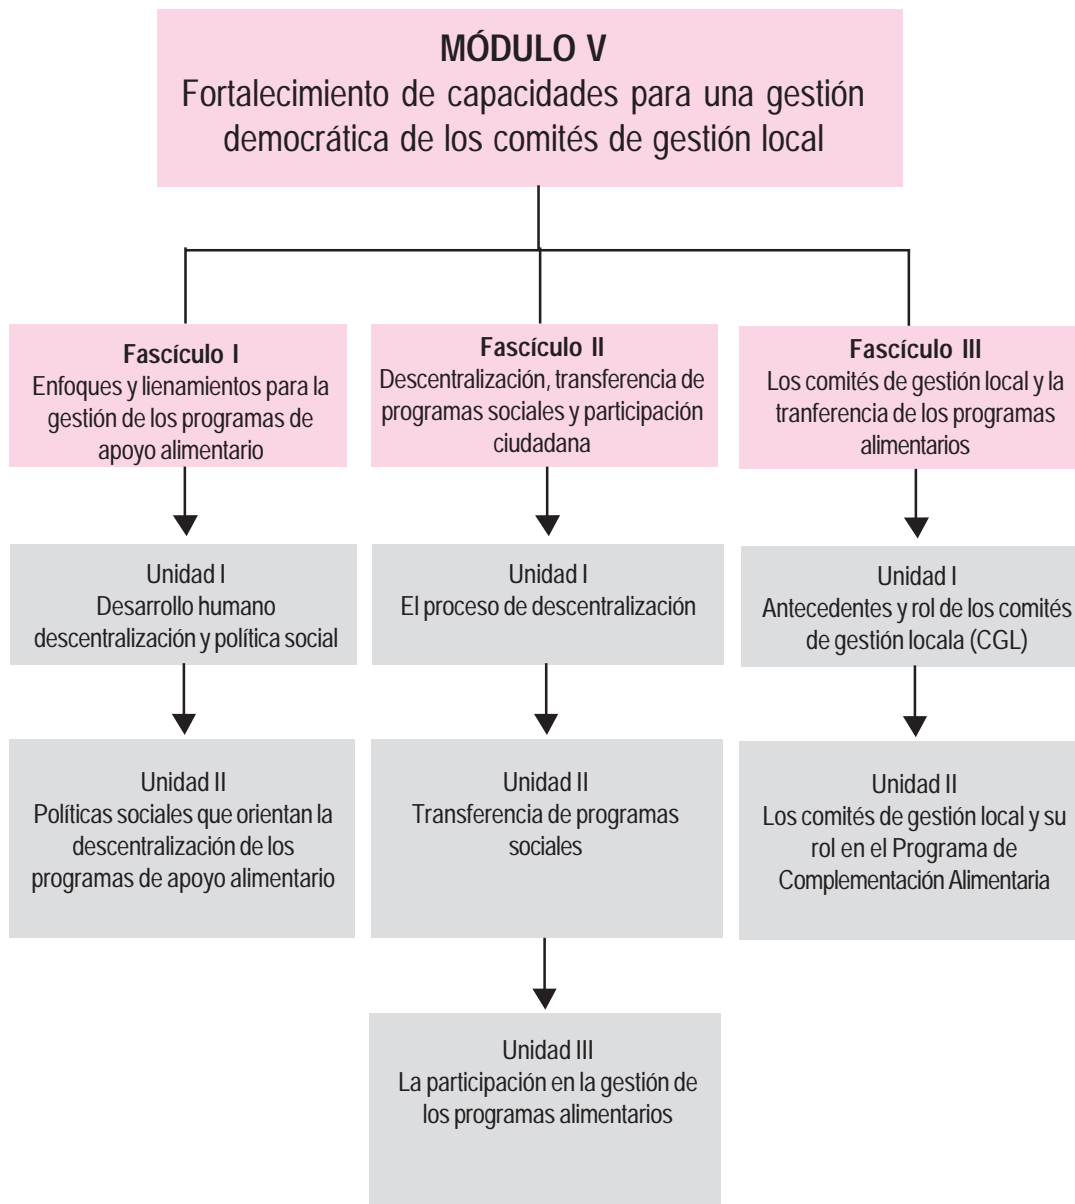 MÓDULO V
Fortalecimiento de capacidades para una gestión
democrática de los comités de gestión local
Fascículo I
Enfoques y lienamientos para la
gestión de los programas de
apoyo alimentario
Fascículo II
Descentralización, transferencia de
programas sociales y participación
ciudadana
Fascículo III
Los comités de gestión local y la
tranferencia de los programas
alimentarios
Unidad I
Desarrollo humano
descentralización y política social
Unidad I
El proceso de descentralización
Unidad I
Antecedentes y rol de los comités
de gestión locala (CGL)
Unidad II
Políticas sociales que orientan la
descentralización de los
programas de apoyo alimentario
Unidad II
Transferencia de programas
sociales
Unidad II
Los comités de gestión local y su
rol en el Programa de
Complementación Alimentaria
Unidad III
La participación en la gestión de
los programas alimentarios